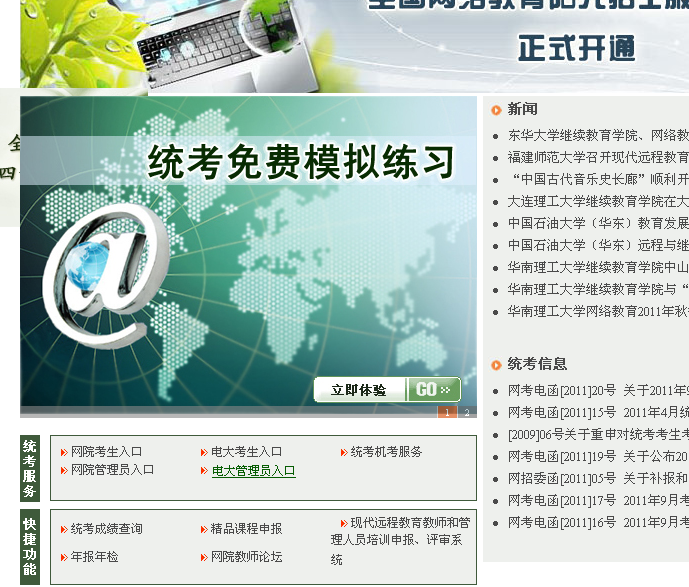 正式开通
统考免费模拟练习
立即体验 GO
1 2
统考服务
网院考生入口 电大考生入口 统考机考服务
网院管理员入口 电大管理员入口
快捷功能
统考成绩查询 精品课程申报 现代远程教育教师和管
理人员培训申报、评审系
统
年报年检 网院教师论坛
新闻
东华大学继续教育学院、网络教
福建师范大学召开现代远程教育
“中国古代音乐史长廊”顺利开
大连理工大学继续教育学院在大
中国石油大学（华东）教育发展
中国石油大学（华东）远程与继
华南理工大学继续教育学院中山
华南理工大学继续教育学院与“
华南理工大学网络教育2011年秋
统考信息
网考电函[2011]20号 关于2011年9
网考电函[2011]15号 2011年4月统
[2009]06号关于重申对统考考生考
网考电函[2011]19号 关于公布20
网招委函[2011]05号 关于补报和
网考电函[2011]17号 2011年9月考
网考电函[2011]16号 2011年9月考